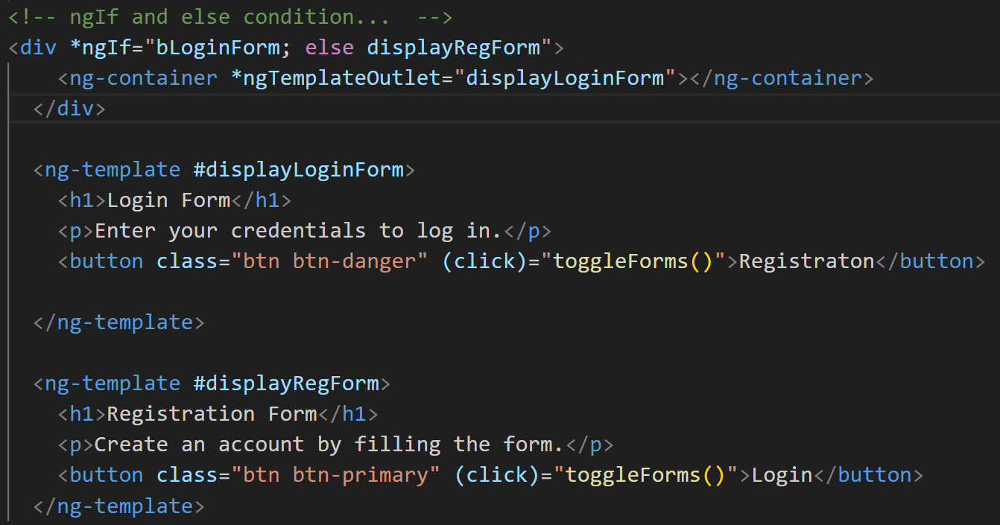 <!-- ngIf and else condition...  -->
<div *ngIf="bLoginForm; else displayRegForm">
    <ng-container *ngTemplateOutlet="displayLoginForm"></ng-container>
  </div>
  <ng-template #displayLoginForm>
    <h1>Login Form</h1>
    <p>Enter your credentials to log in.</p>
    <button class="btn btn-danger" (click)="toggleForms()">Registraton</button>
  </ng-template>
  <ng-template #displayRegForm>
    <h1>Registration Form</h1>
    <p>Create an account by filling the form.</p>
    <button class="btn btn-primary" (click)="toggleForms()">Login</button>
  </ng-template>